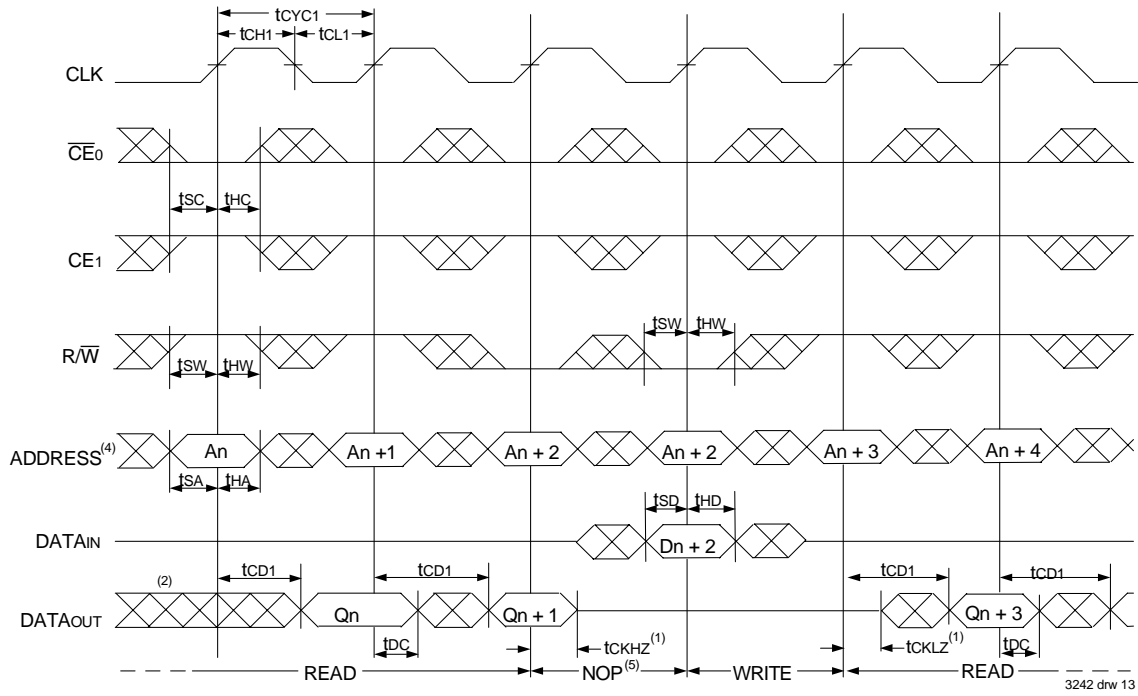 tCYC1
tCH1 tCL1
CLK
CE0
tSC tHC
CE1
tSW tHW
R/W
tSW tHW
ADDRESS(4) An An +1 An + 2 An + 2 An + 3 An + 4
tSA tHA
tSD tHD
DATAIN Dn + 2
(2) tCD1 tCD1 tCD1 tCD1
DATAOUT Qn Qn + 1 Qn + 3
tDC tCKHZ(1) tCKLZ(1) tDC
READ NOP(5) WRITE READ
3242 drw 13